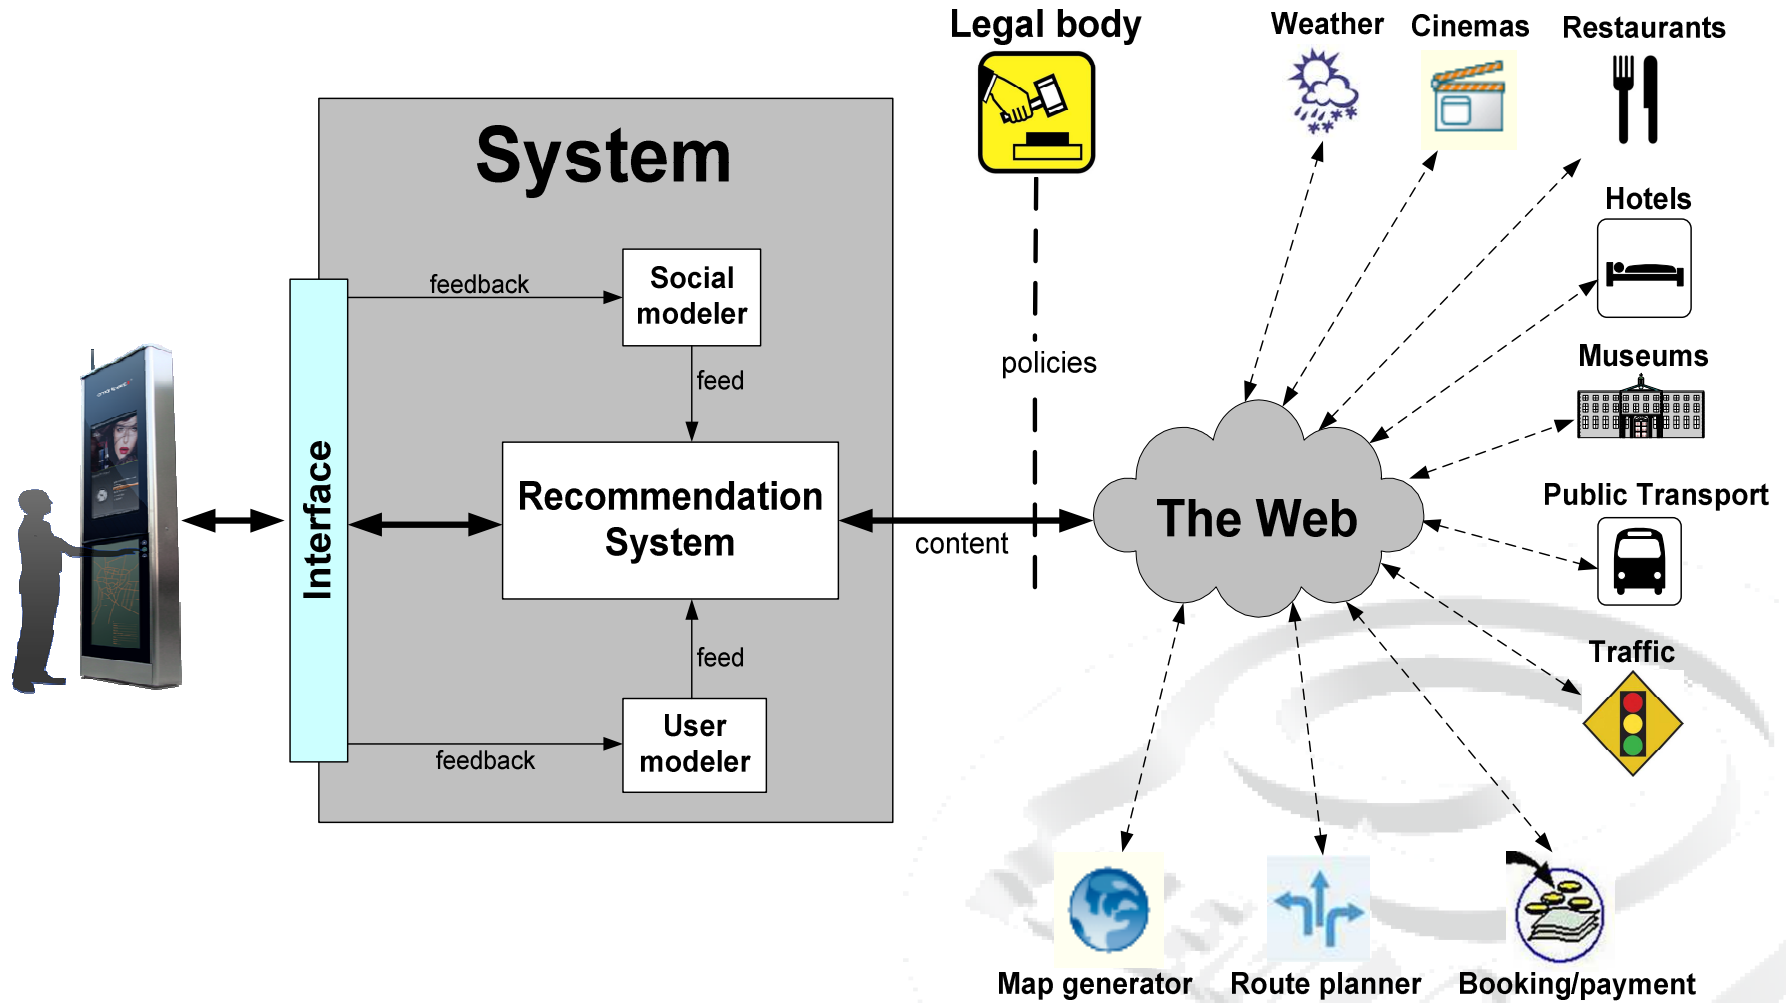 Legal body
Weather
Cinemas
Restaurants
System
Hotels
Social
modeler
feedback
Museums
policies
feed
Interface
Recommendation
System
Public Transport
The Web
content
feed
Traffic
User
modeler
feedback
Map generator
Route planner
Booking/payment